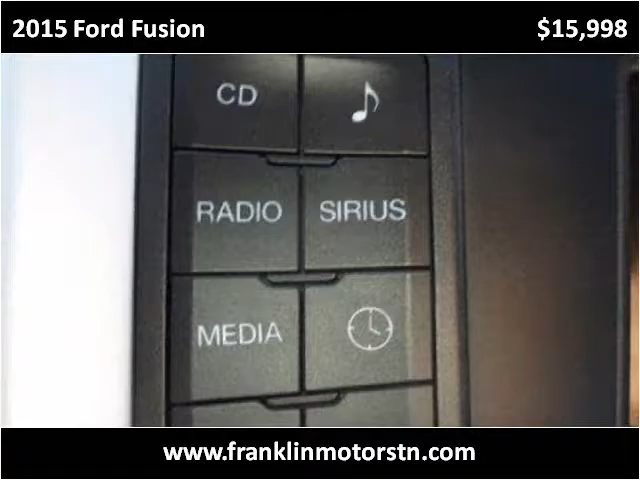 2015 Ford Fusion $15,998
CD
RADIO SIRIUS
MEDIA
www.franklinmotorstn.com